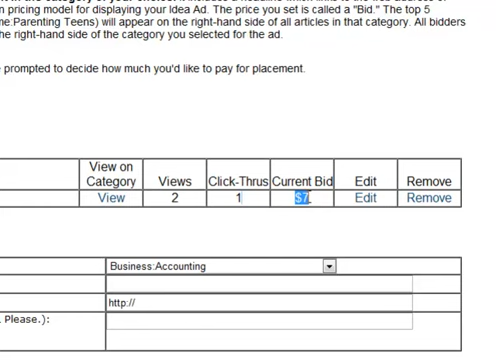 n pricing model for displaying your Idea Ad. The price you set is called a "Bid." The top 5
me:Parenting Teens) will appear on the right-hand side of all articles in that category. All bidders
he right-hand side of the category you selected for the ad.
e prompted to decide how much you'd like to pay for placement.
View on Category Views Click-Thrus Current Bid Edit Remove
View 2 1 $7 Edit Remove
Business:Accounting
http://
Please.):